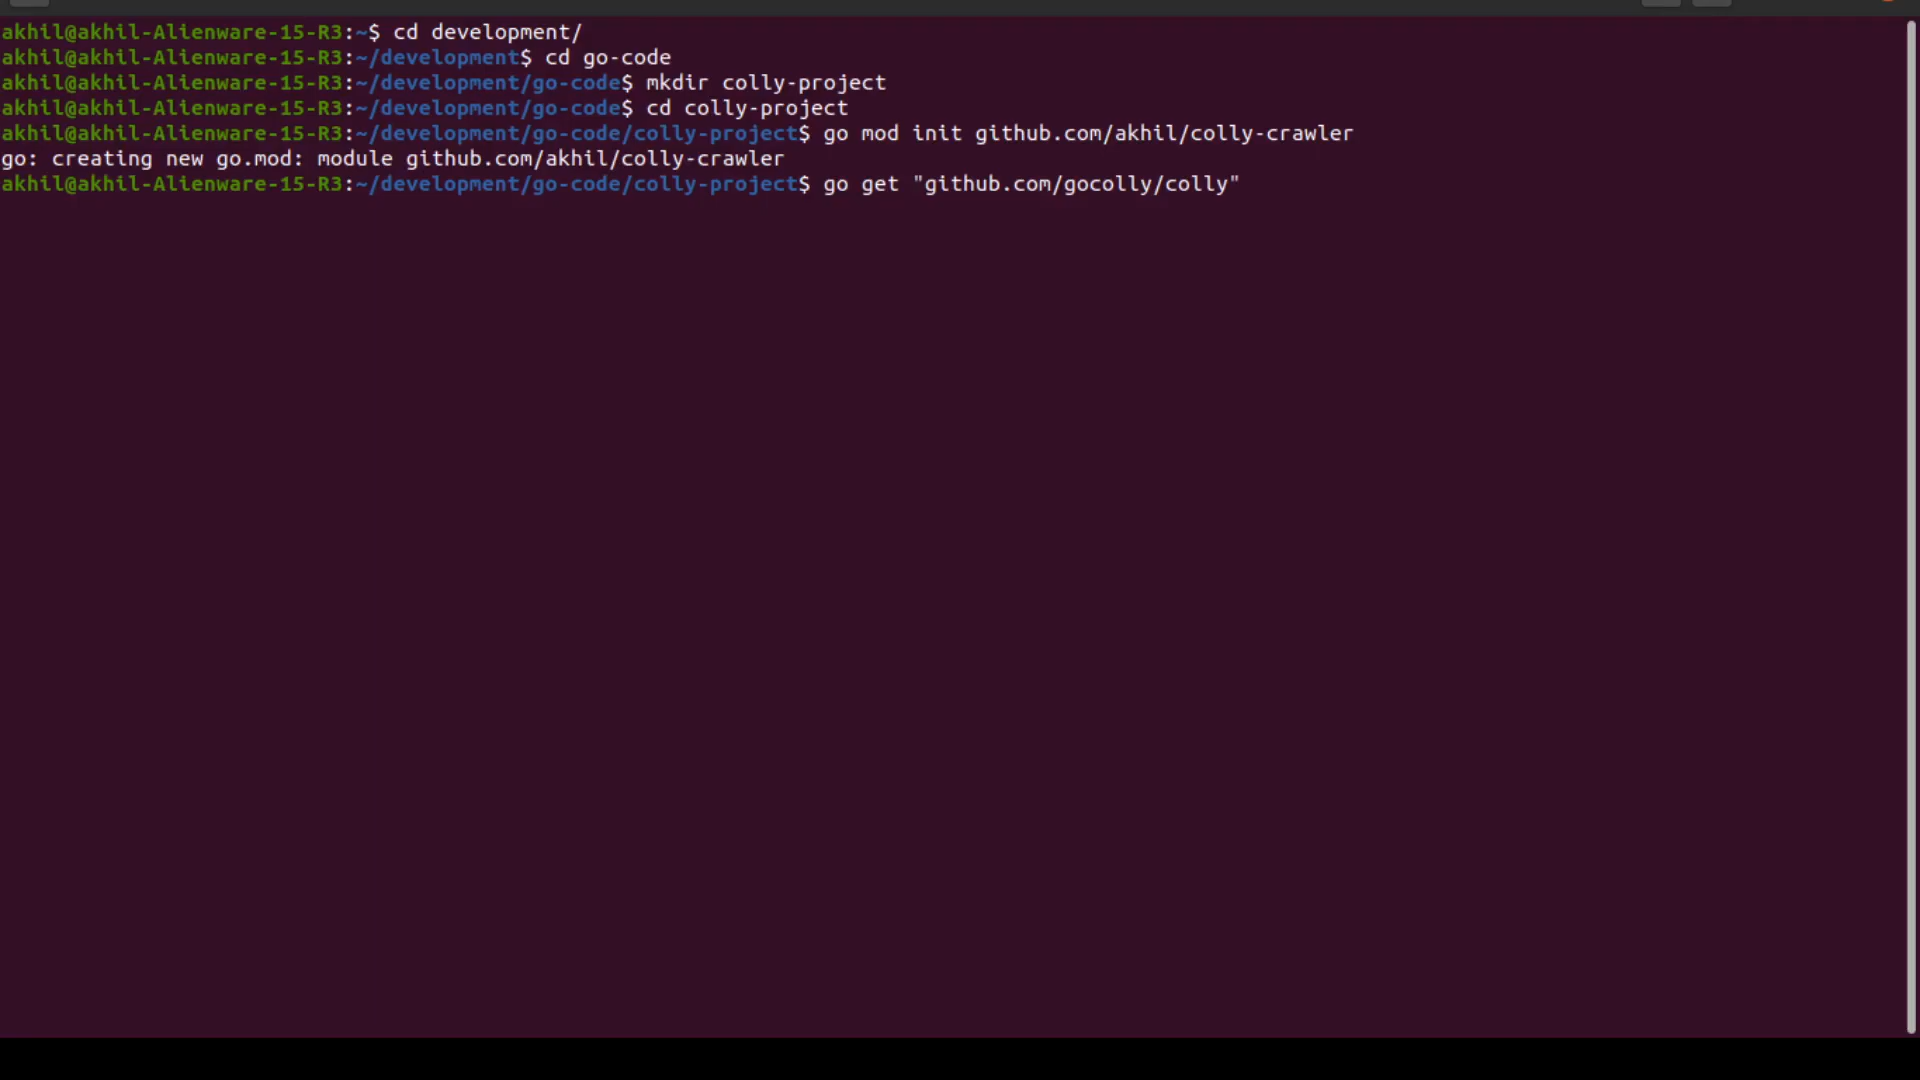 akhil@akhil-Alienware-15-R3:~$ cd development/
akhil@akhil-Alienware-15-R3:~/development$ cd go-code
akhil@akhil-Alienware-15-R3:~/development/go-code$ mkdir colly-project
akhil@akhil-Alienware-15-R3:~/development/go-code$ cd colly-project
akhil@akhil-Alienware-15-R3:~/development/go-code/colly-project$ go mod init github.com/akhil/colly-crawler
go: creating new go.mod: module github.com/akhil/colly-crawler
akhil@akhil-Alienware-15-R3:~/development/go-code/colly-project$ go get "github.com/gocolly/colly"